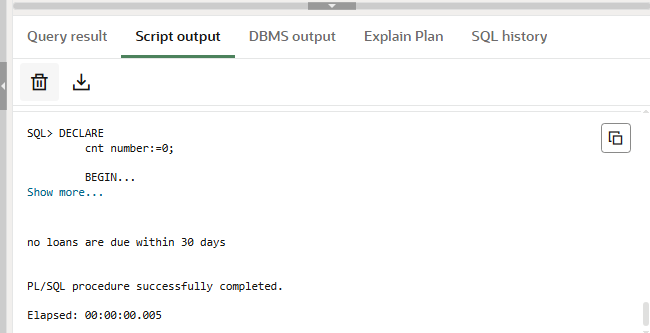 Query result Script output DBMS output Explain Plan SQL history
SQL> DECLARE
cnt number:=0;
BEGIN...
Show more...
no loans are due within 30 days
PL/SQL procedure successfully completed.
Elapsed: 00:00:00.005